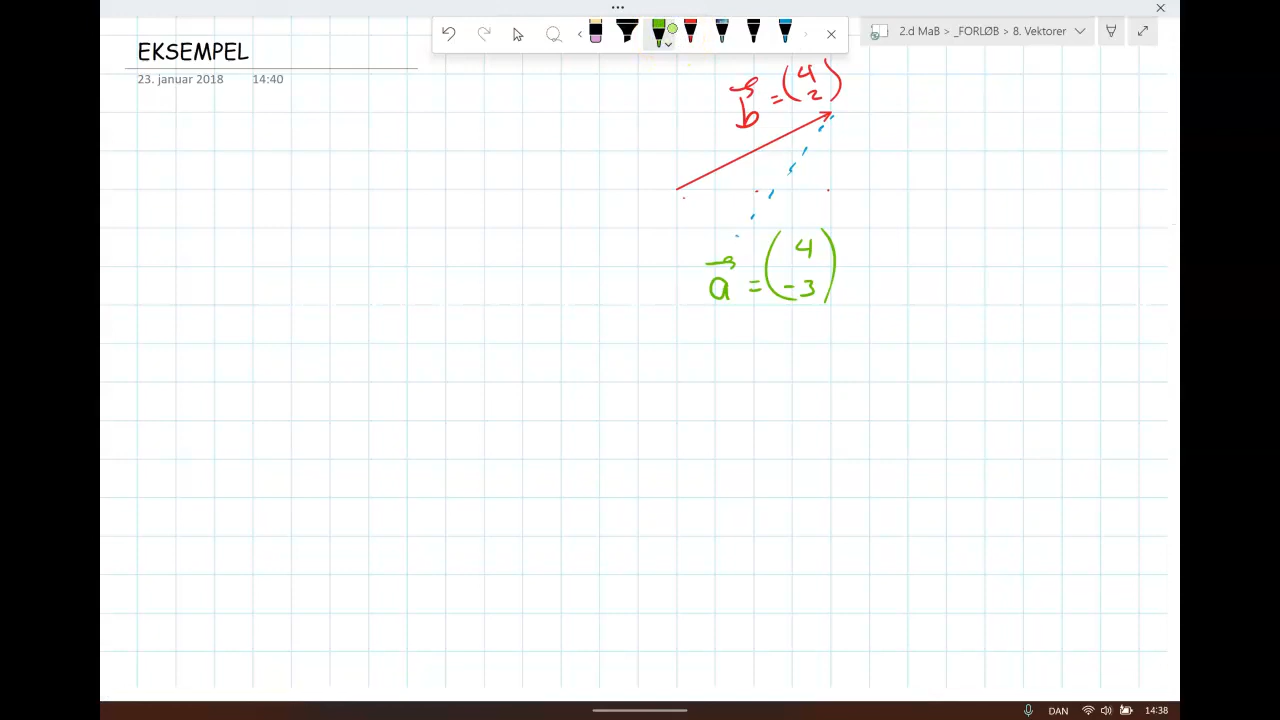 2.d MaB > _FORLØB > 8. Vektorer
EKSEMPEL
23. januar 2018 14:40
b = (4 2)
a = (4 -3)
DAN 14:38